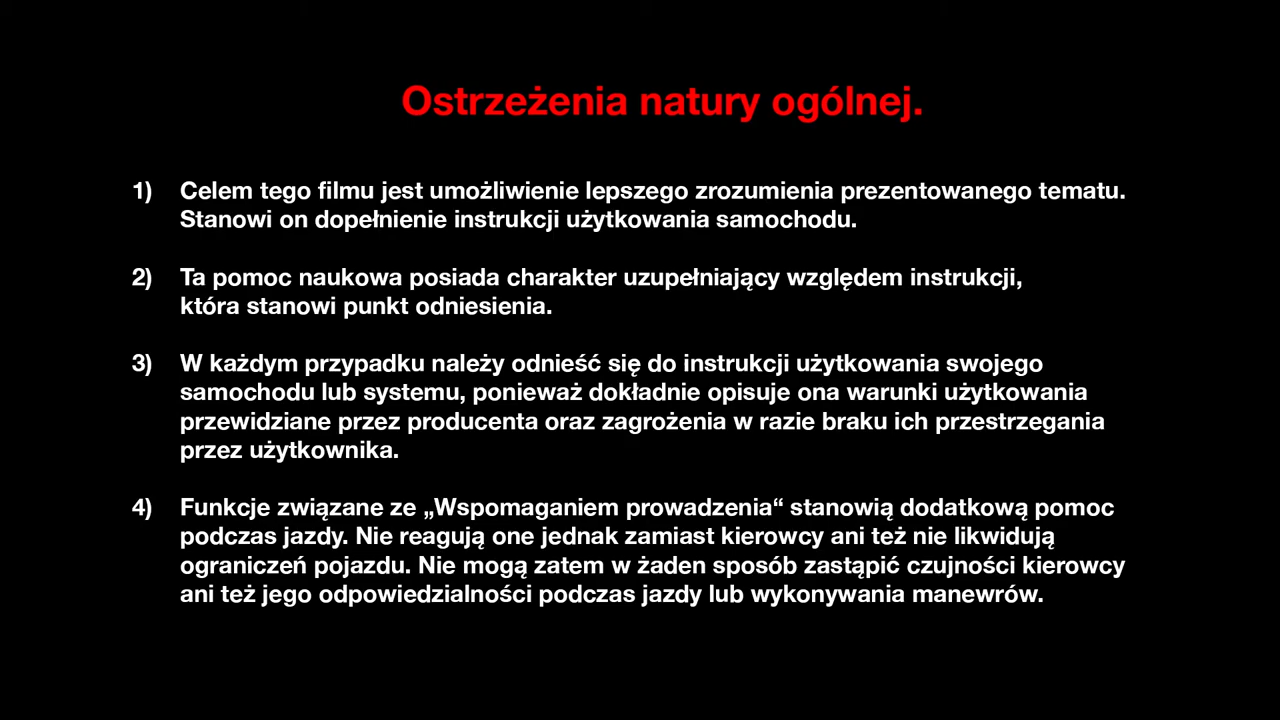 Ostrzeżenia natury ogólnej.
1) Celem tego filmu jest umożliwienie lepszego zrozumienia prezentowanego tematu.
Stanowi on dopełnienie instrukcji użytkowania samochodu.
2) Ta pomoc naukowa posiada charakter uzupełniający względem instrukcji,
która stanowi punkt odniesienia.
3) W każdym przypadku należy odnieść się do instrukcji użytkowania swojego
samochodu lub systemu, ponieważ dokładnie opisuje ona warunki użytkowania
przewidziane przez producenta oraz zagrożenia w razie braku ich przestrzegania
przez użytkownika.
4) Funkcje związane ze „Wspomaganiem prowadzenia“ stanowią dodatkową pomoc
podczas jazdy. Nie reagują one jednak zamiast kierowcy ani też nie likwidują
ograniczeń pojazdu. Nie mogą zatem w żaden sposób zastąpić czujności kierowcy
ani też jego odpowiedzialności podczas jazdy lub wykonywania manewrów.